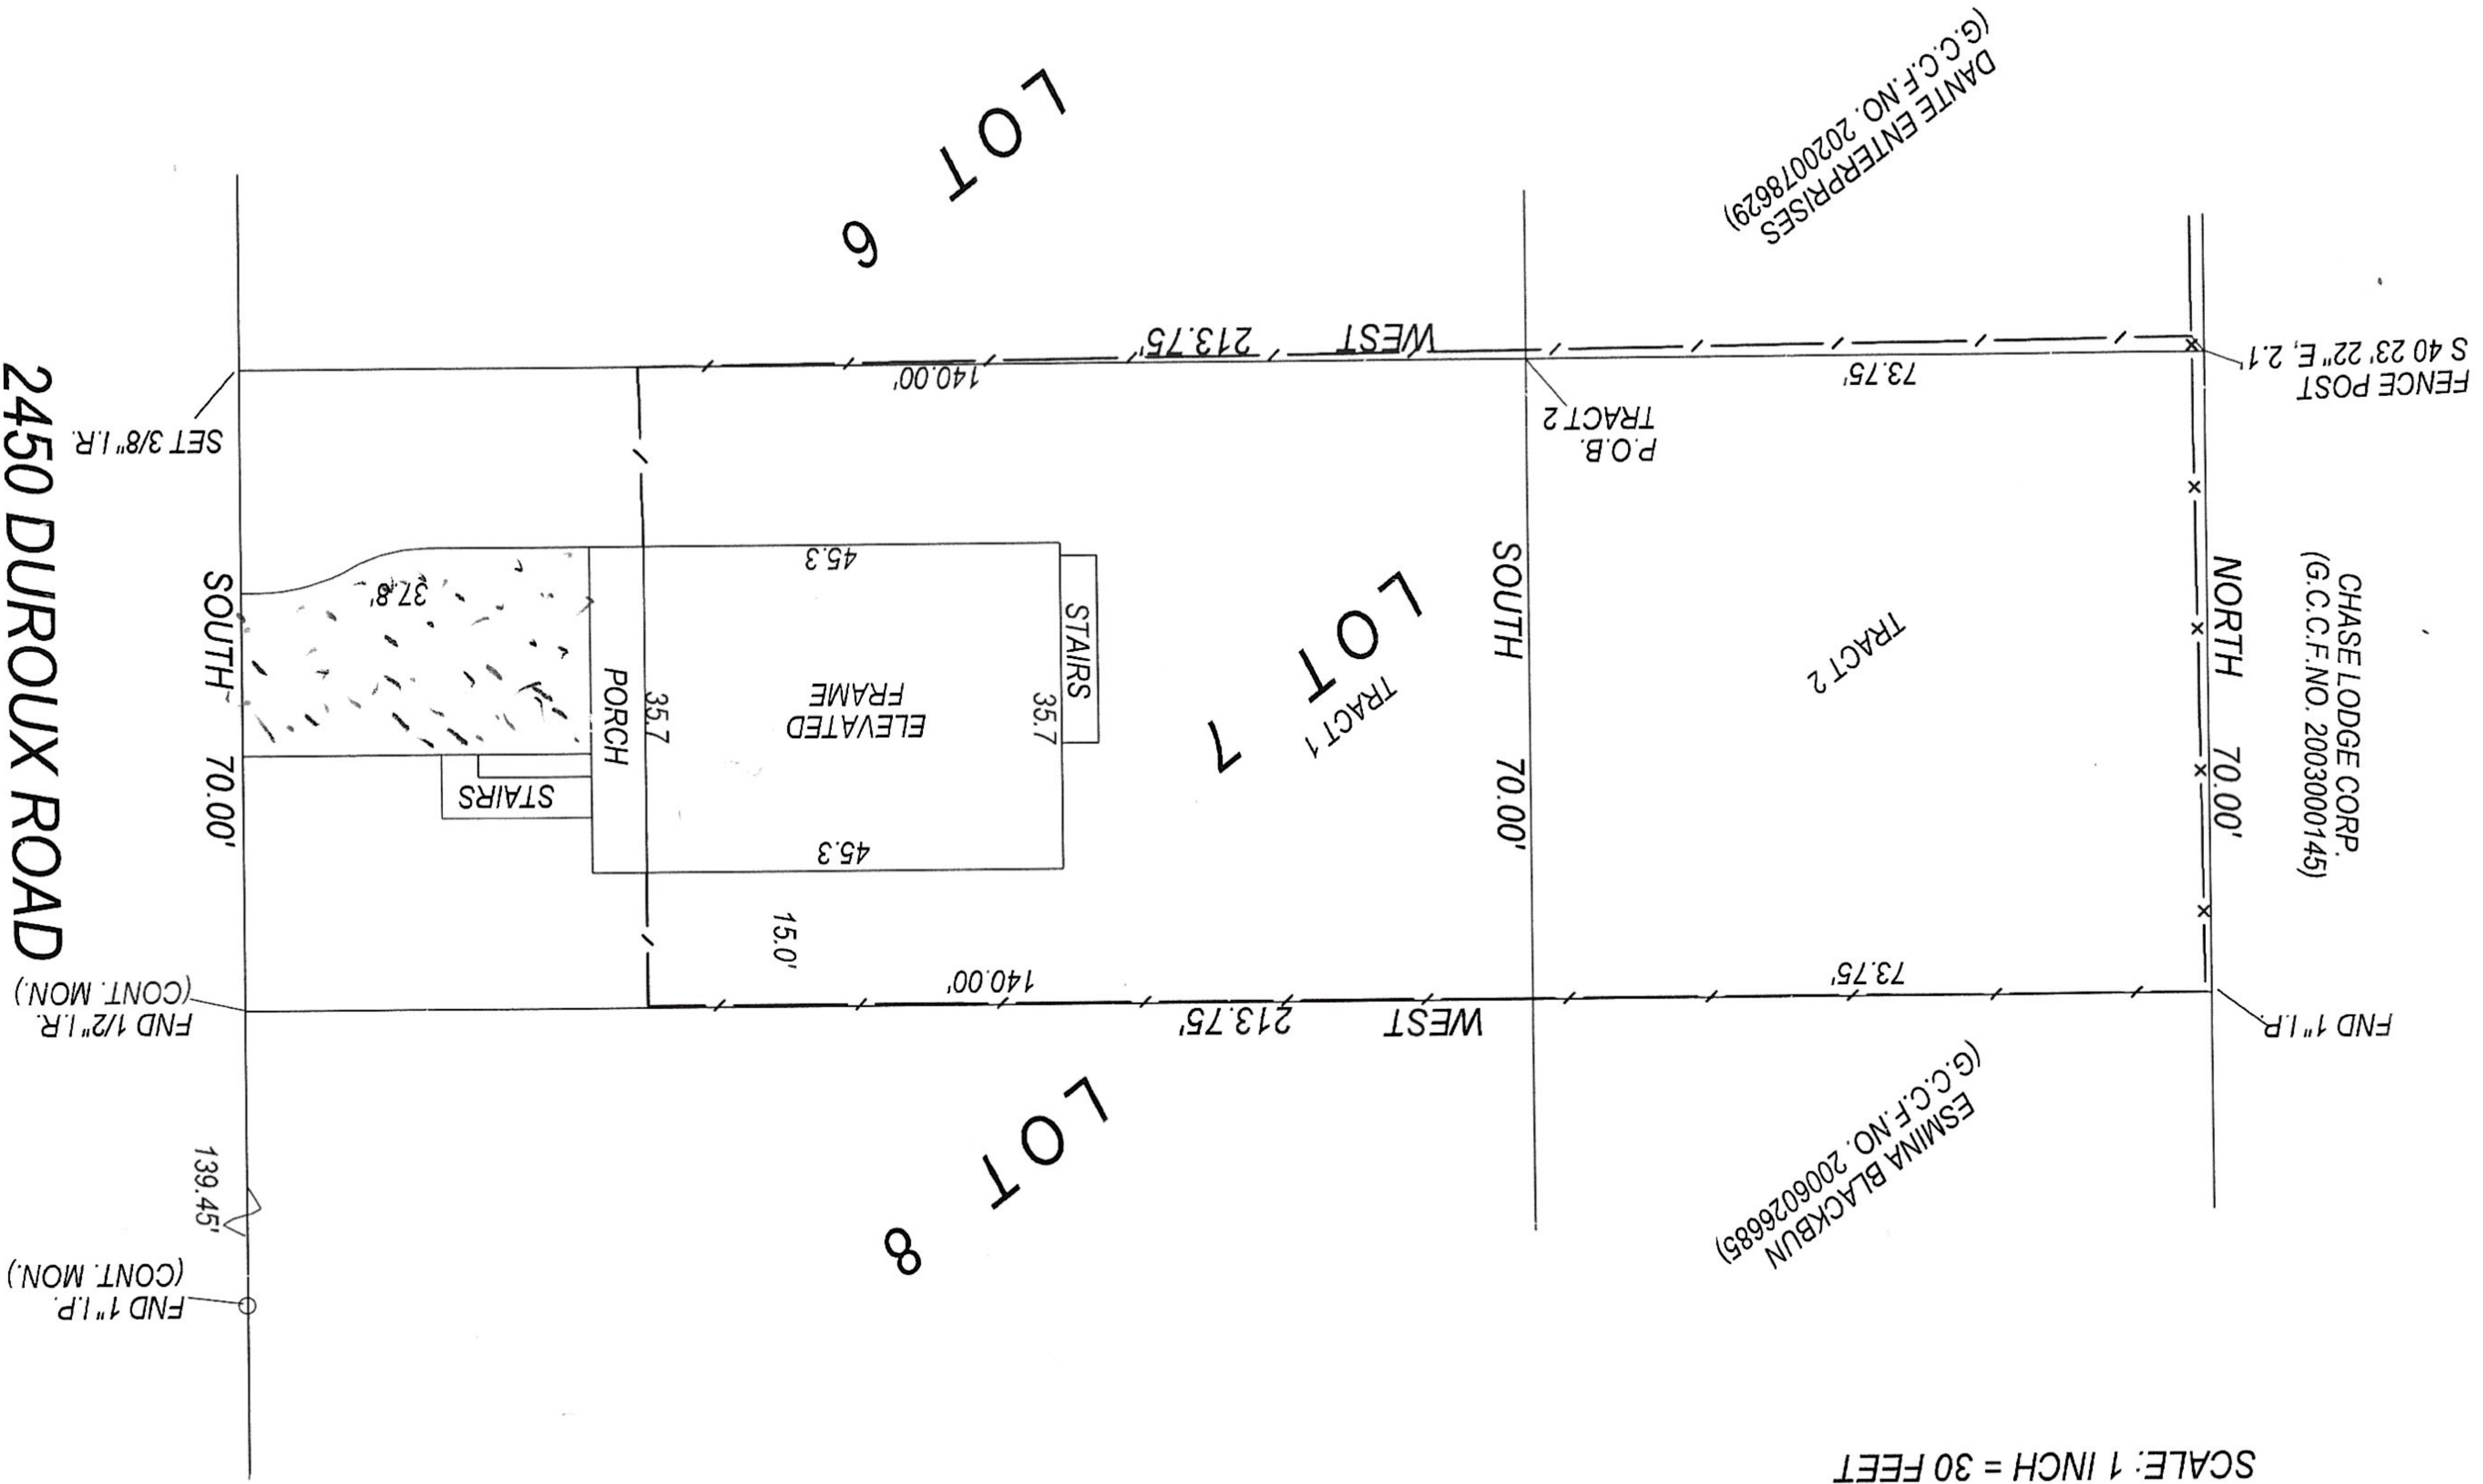 SCALE: 1 INCH = 30 FEET
ESMINA BLACKBUN
(G.C.C.F.NO. 2006026685)
LOT 8
FND 1" I.P.
(CONT. MON.)
139.45'
FND 1" I.P.
WEST 213.75'
FND 1/2" I.R.
(CONT. MON.)
73.75'
140.00'
15.0'
CHASE LODGE CORP.
(G.C.C.F.NO. 2003000145)
NORTH 70.00'
TRACT 2
SOUTH 70.00'
LOT 7
TRACT 1
45.3
STAIRS
35.7
ELEVATED
FRAME
35.7
PORCH
STAIRS
45.3
37.8'
SOUTH 70.00'
2450 DUROUX ROAD
P.O.B.
TRACT 2
SET 3/8" I.R.
FENCE POST
S 40 23' 22" E, 2.1'
73.75'
140.00'
WEST 213.75'
LOT 6
DANTE ENTERPRISES
(G.C.C.F.NO. 2020078629)